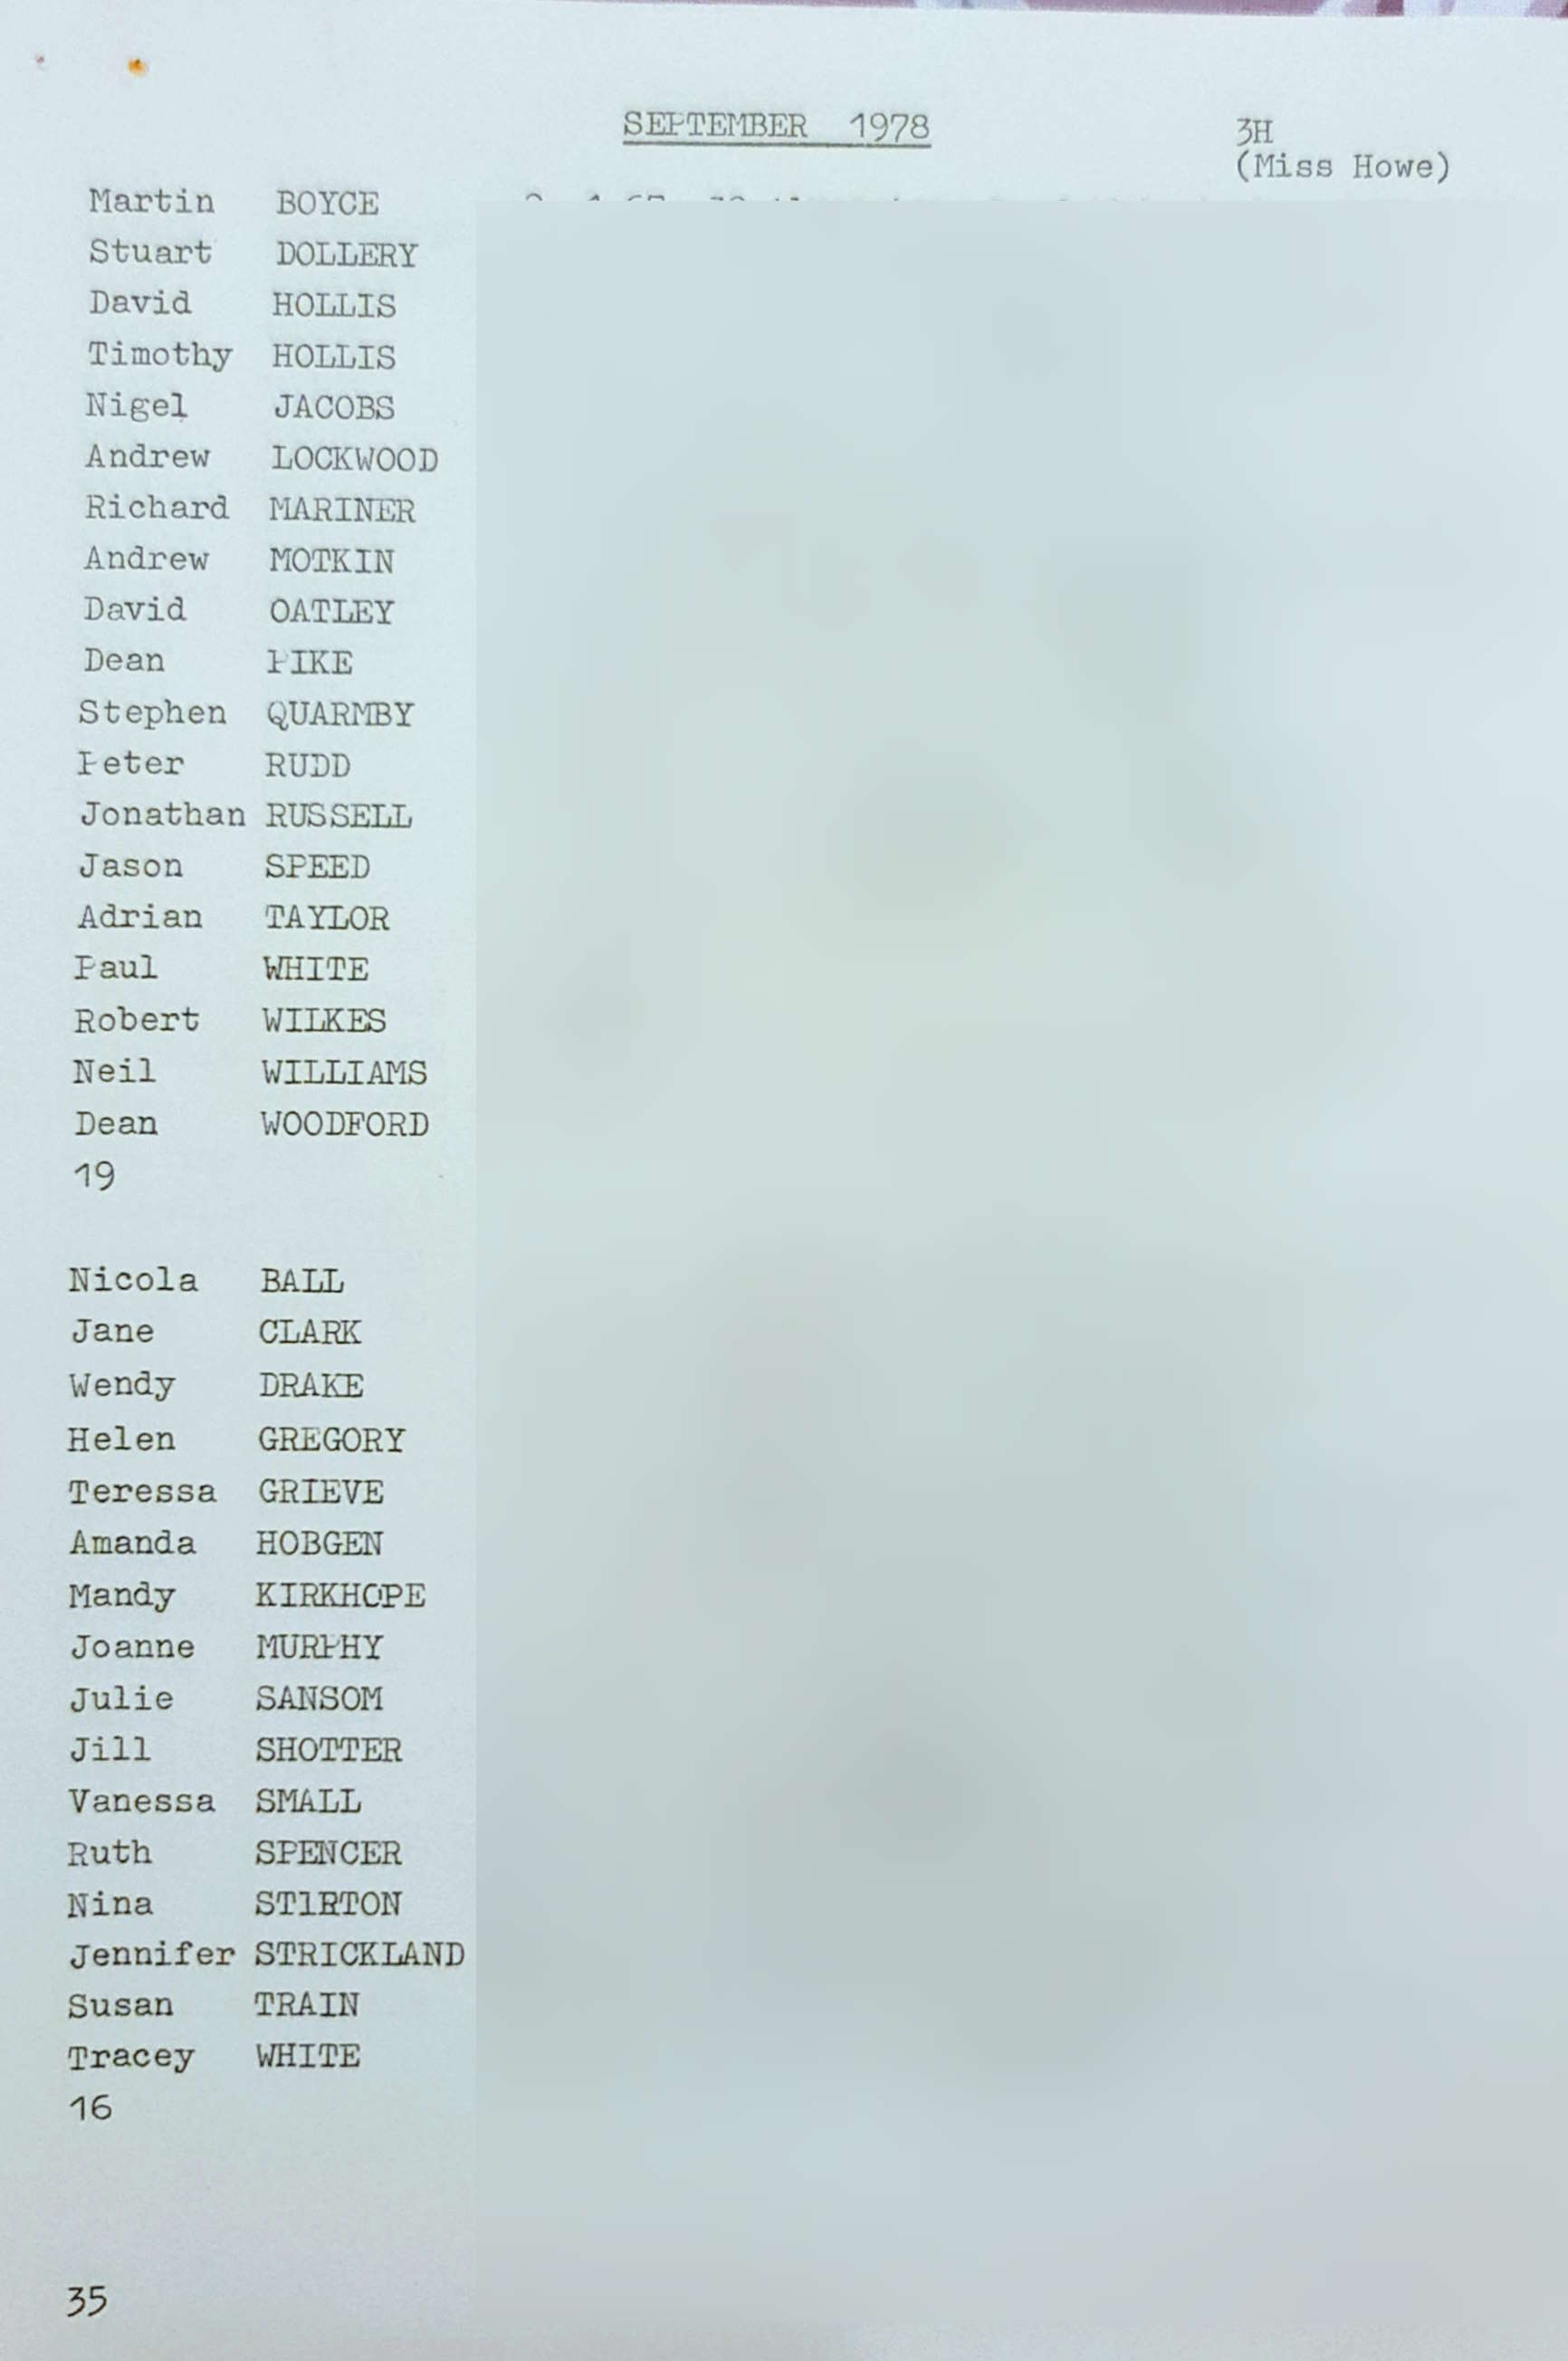 SEPTEMBER 1978
3H
(Miss Howe)
Martin BOYCE
Stuart DOLLERY
David HOLLIS
Timothy HOLLIS
Nigel JACOBS
Andrew LOCKWOOD
Richard MARINER
Andrew MOTKIN
David OATLEY
Dean PIKE
Stephen QUARMBY
Peter RUDD
Jonathan RUSSELL
Jason SPEED
Adrian TAYLOR
Paul WHITE
Robert WILKES
Neil WILLIAMS
Dean WOODFORD
19
Nicola BALL
Jane CLARK
Wendy DRAKE
Helen GREGORY
Teressa GRIEVE
Amanda HOBGEN
Mandy KIRKHOPE
Joanne MURPHY
Julie SANSOM
Jill SHOTTER
Vanessa SMALL
Ruth SPENCER
Nina
Jennifer STRICKLAND
Susan TRAIN
Tracey WHITE
16
35